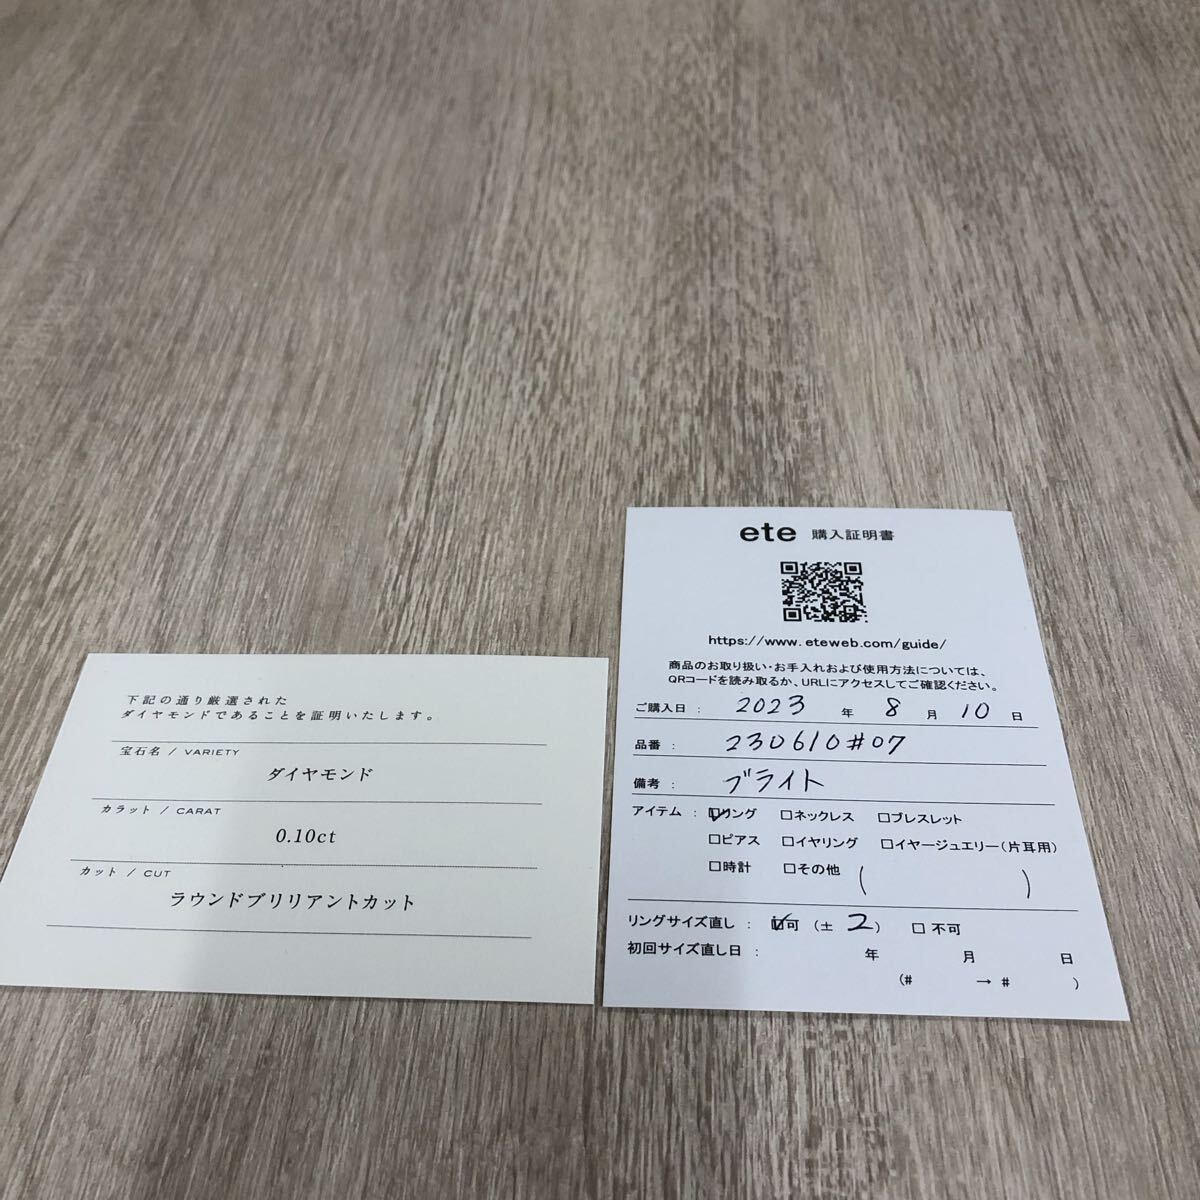 下記の通り厳選された
ダイヤモンドであることを証明いたします。
宝石名 / VARIETY
ダイヤモンド
カラット / CARAT
0.10ct
カット / CUT
ラウンドブリリアントカット
ete 購入証明書
https://www.eteweb.com/guide/
商品のお取り扱い・お手入れおよび使用方法については、
QRコードを読み取るか、URLにアクセスしてご確認ください。
ご購入日 : 2023 年 8 月 10 日
品番 : 230610#07
備考 : ブライト
アイテム : ☑リング □ネックレス □ブレスレット
□ピアス □イヤリング □イヤージュエリー(片耳用)
□時計 □その他 ( )
リングサイズ直し : ☑可 (± 2) □ 不可
初回サイズ直し日 : 年 月 日
(# → # )